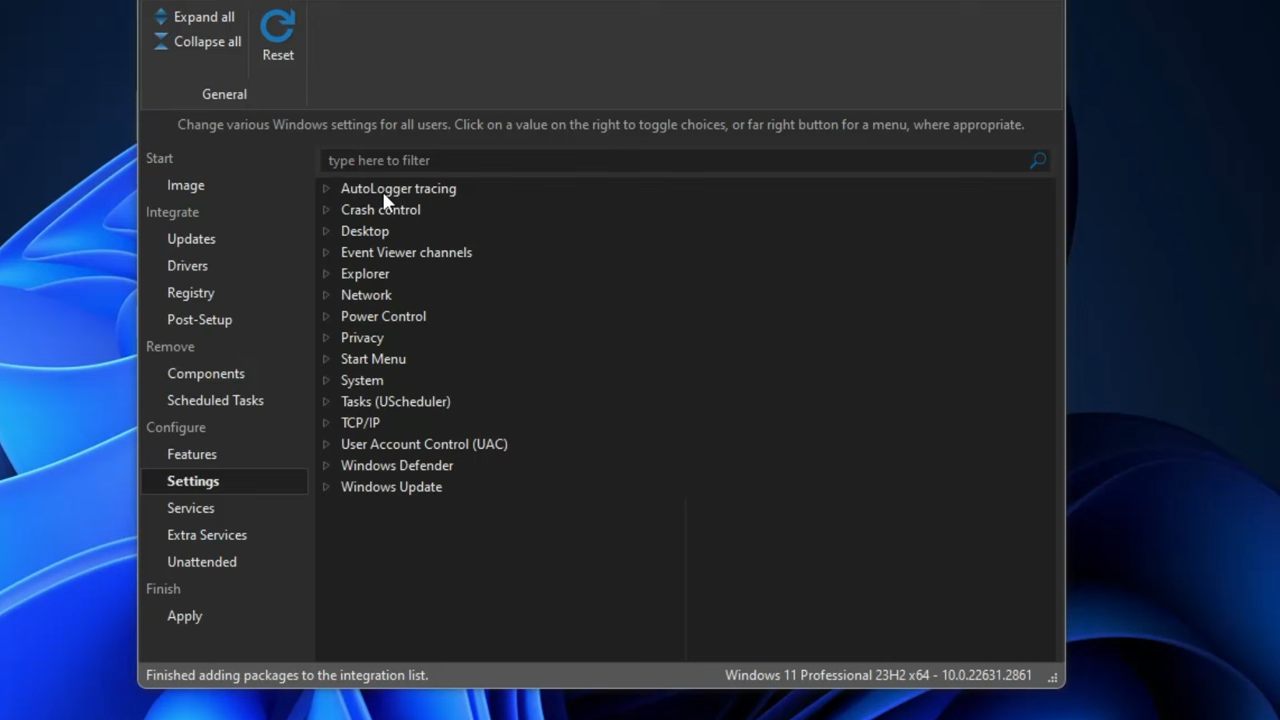 Expand all
Collapse all
Reset
General
Change various Windows settings for all users. Click on a value on the right to toggle choices, or far right button for a menu, where appropriate.
Start
Image
Integrate
Updates
Drivers
Registry
Post-Setup
Remove
Components
Scheduled Tasks
Configure
Features
Settings
Services
Extra Services
Unattended
Finish
Apply
type here to filter
AutoLogger tracing
Crash control
Desktop
Event Viewer channels
Explorer
Network
Power Control
Privacy
Start Menu
System
Tasks (UScheduler)
TCP/IP
User Account Control (UAC)
Windows Defender
Windows Update
Finished adding packages to the integration list.
Windows 11 Professional 23H2 x64 - 10.0.22631.2861